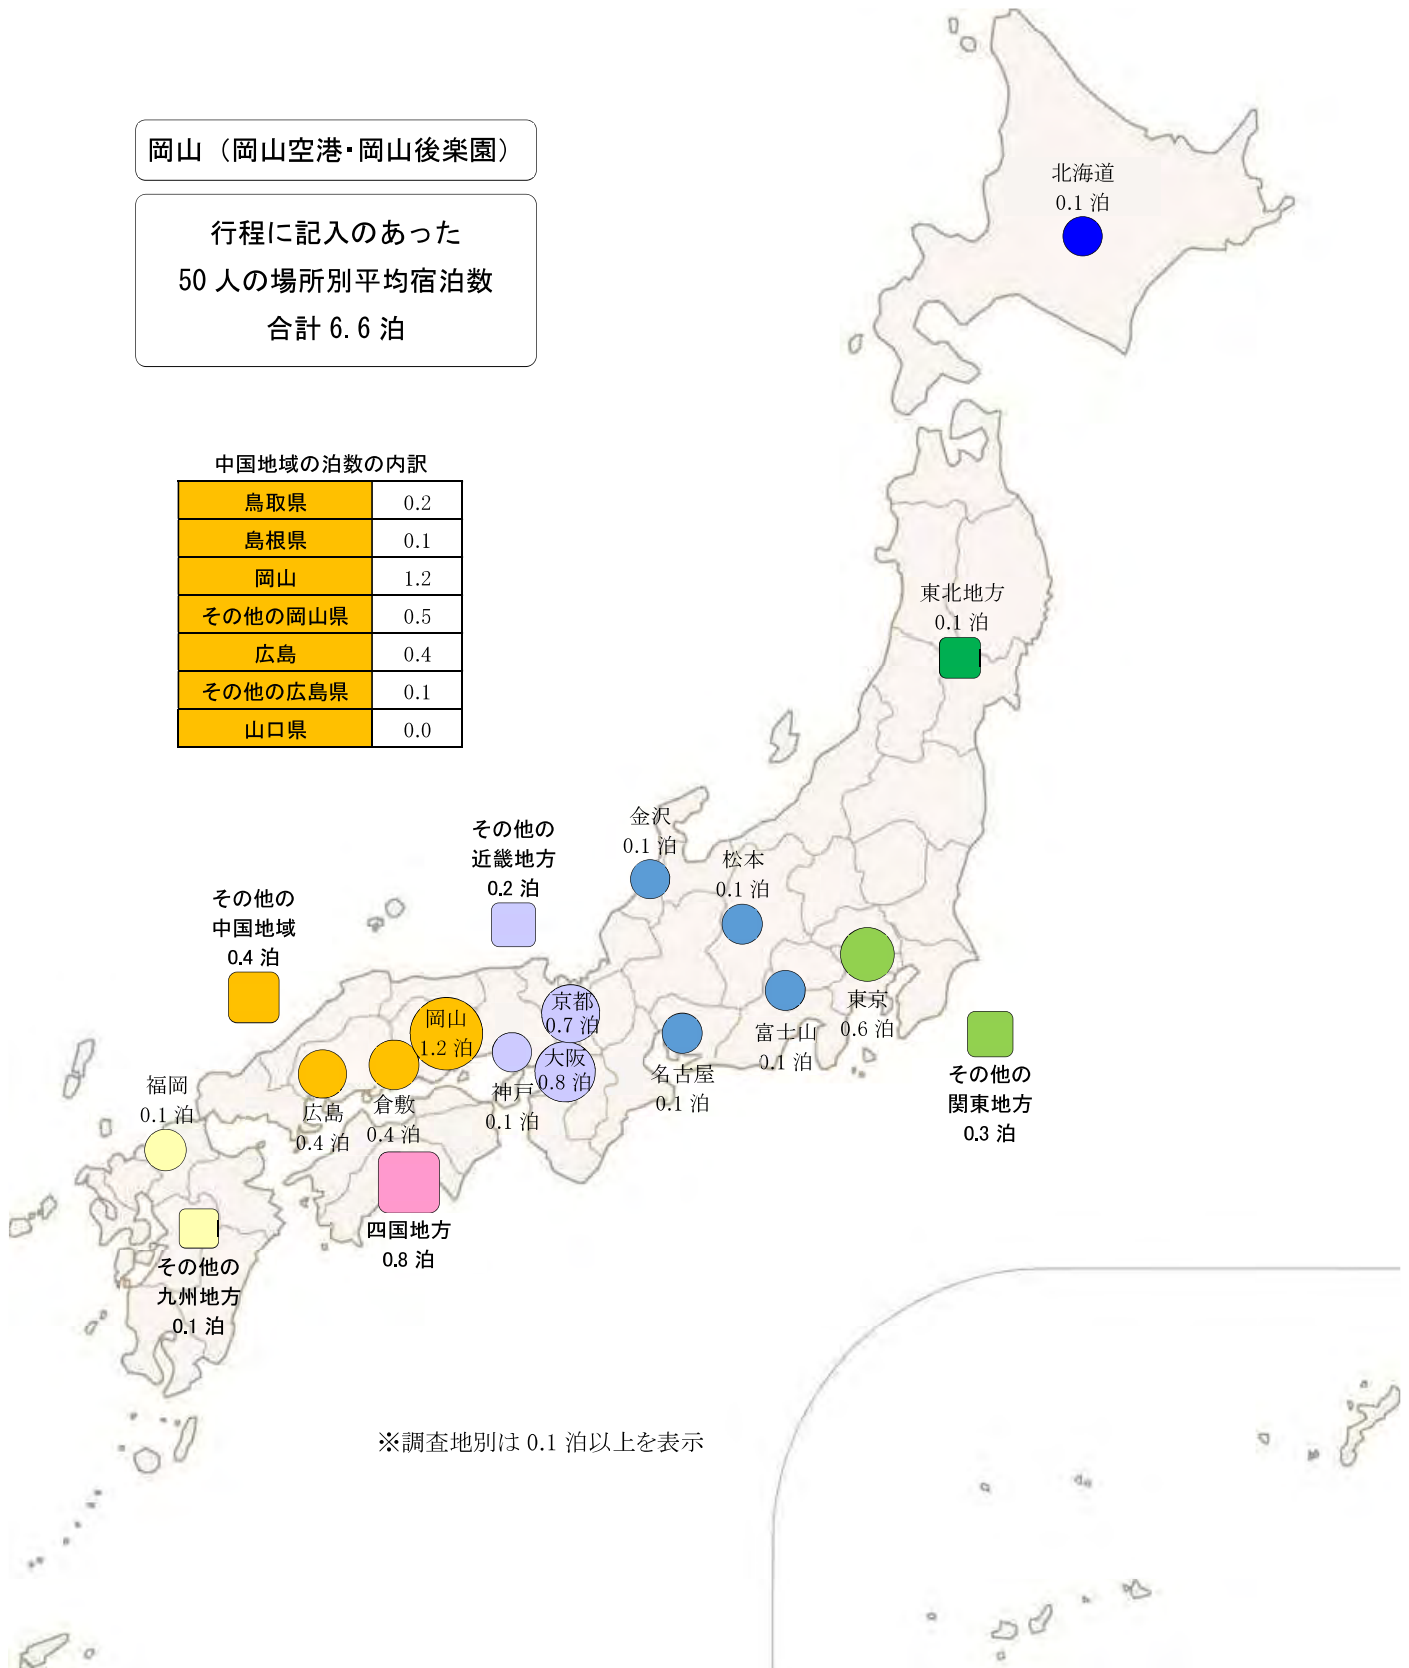 岡山（岡山空港・岡山後楽園）
行程に記入のあった
50 人の場所別平均宿泊数
合計 6.6 泊
中国地域の泊数の内訳
鳥取県 0.2
島根県 0.1
岡山 1.2
その他の岡山県 0.5
広島 0.4
その他の広島県 0.1
山口県 0.0
北海道
0.1 泊
東北地方
0.1 泊
金沢
0.1 泊
松本
0.1 泊
その他の
近畿地方
0.2 泊
その他の
中国地域
0.4 泊
東京
0.6 泊
富士山
0.1 泊
名古屋
0.1 泊
その他の
関東地方
0.3 泊
京都
0.7 泊
大阪
0.8 泊
神戸
0.1 泊
岡山
1.2 泊
倉敷
0.4 泊
広島
0.4 泊
福岡
0.1 泊
四国地方
0.8 泊
その他の
九州地方
0.1 泊
※調査地別は 0.1 泊以上を表示